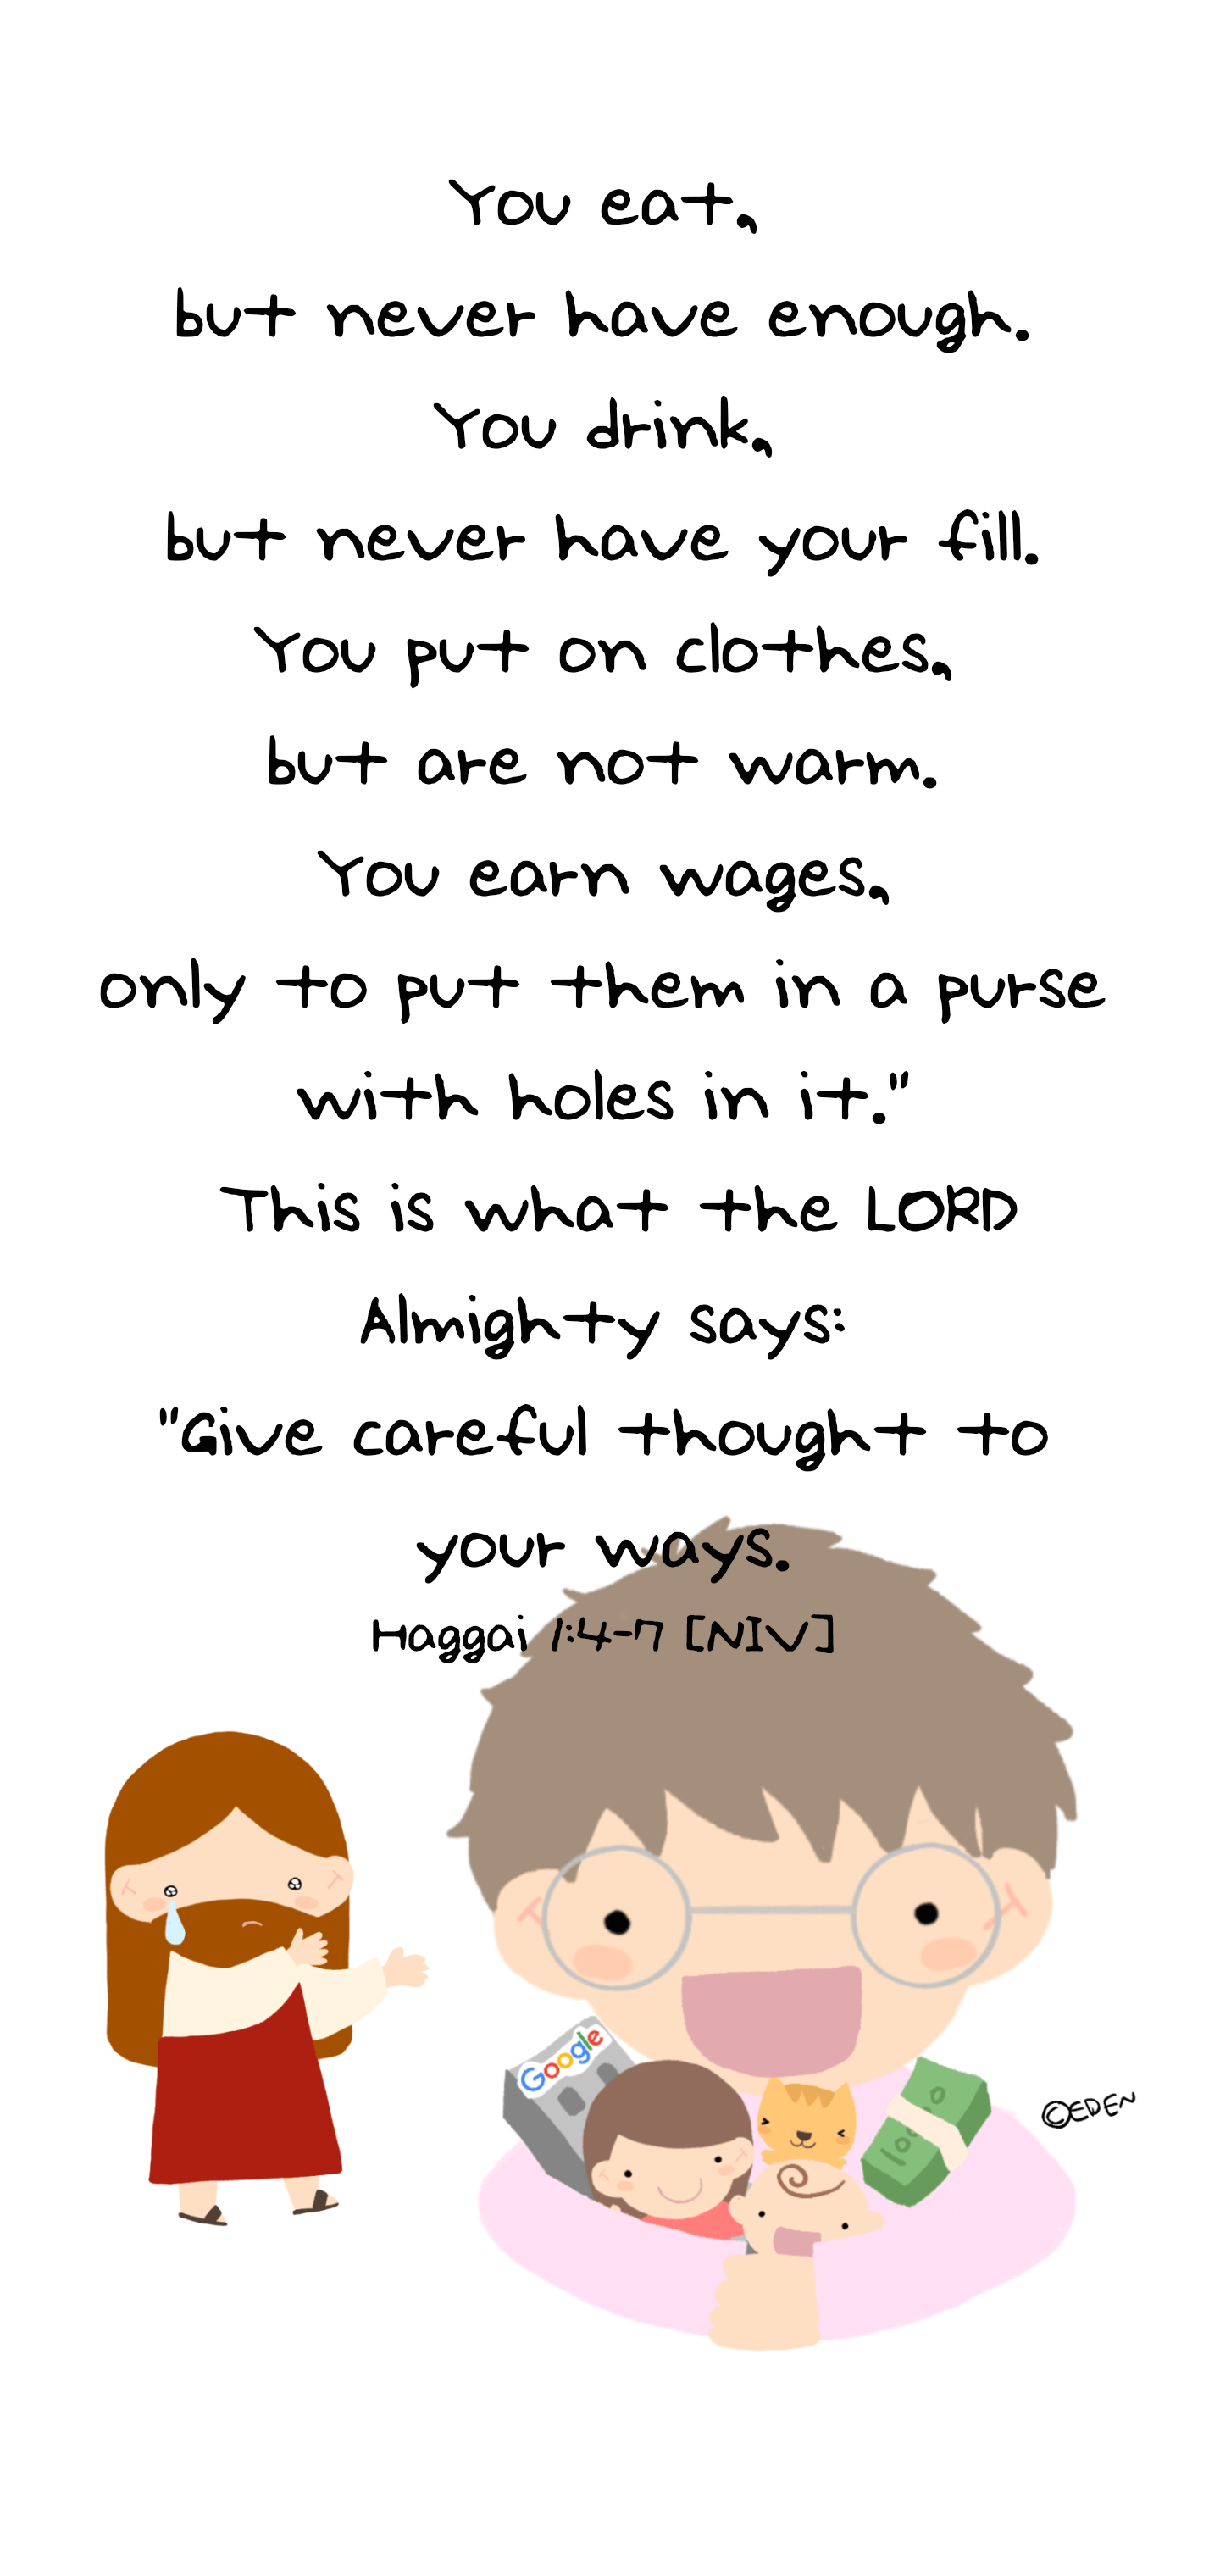 You eat,
but never have enough.
You drink,
but never have your fill.
You put on clothes,
but are not warm.
You earn wages,
only to put them in a purse
with holes in it."
This is what the LORD
Almighty says:
"Give careful thought to
your ways.
Haggai 1:4-7 [NIV]
Google
©EDEN